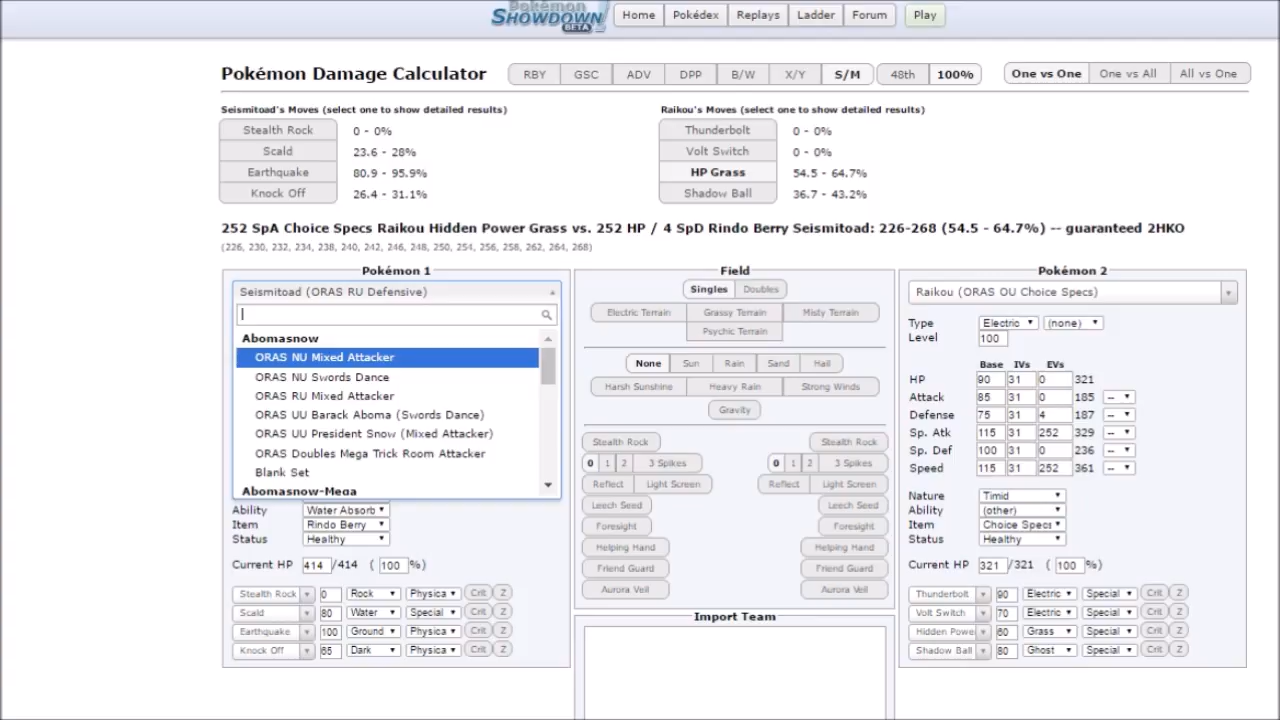 Pokémon
SHOWDOWN!
BETA
Home Pokédex Replays Ladder Forum Play
Pokémon Damage Calculator RBY GSC ADV DPP B/W X/Y S/M 48th 100% One vs One One vs All All vs One
Seismitoad's Moves (select one to show detailed results)
Stealth Rock 0 - 0%
Scald 23.6 - 28%
Earthquake 80.9 - 95.9%
Knock Off 26.4 - 31.1%
Raikou's Moves (select one to show detailed results)
Thunderbolt 0 - 0%
Volt Switch 0 - 0%
HP Grass 54.5 - 64.7%
Shadow Ball 36.7 - 43.2%
252 SpA Choice Specs Raikou Hidden Power Grass vs. 252 HP / 4 SpD Rindo Berry Seismitoad: 226-268 (54.5 - 64.7%) -- guaranteed 2HKO
(226, 230, 232, 234, 238, 240, 242, 246, 248, 250, 254, 256, 258, 262, 264, 268)
Pokémon 1
Seismitoad (ORAS RU Defensive)
Abomasnow
ORAS NU Mixed Attacker
ORAS NU Swords Dance
ORAS RU Mixed Attacker
ORAS UU Barack Aboma (Swords Dance)
ORAS UU President Snow (Mixed Attacker)
ORAS Doubles Mega Trick Room Attacker
Blank Set
Abomasnow-Mega
Ability Water Absorb
Item Rindo Berry
Status Healthy
Current HP 414 /414 ( 100 %)
Stealth Rock 0 Rock Physica Crit Z
Scald 80 Water Special Crit Z
Earthquake 100 Ground Physica Crit Z
Knock Off 65 Dark Physica Crit Z
Field
Singles Doubles
Electric Terrain Grassy Terrain Misty Terrain
Psychic Terrain
None Sun Rain Sand Hail
Harsh Sunshine Heavy Rain Strong Winds
Gravity
Stealth Rock Stealth Rock
0 1 2 3 Spikes 0 1 2 3 Spikes
Reflect Light Screen Reflect Light Screen
Leech Seed Leech Seed
Foresight Foresight
Helping Hand Helping Hand
Friend Guard Friend Guard
Aurora Veil Aurora Veil
Import Team
Pokémon 2
Raikou (ORAS OU Choice Specs)
Type Electric (none)
Level 100
Base IVs EVs
HP 90 31 0 321
Attack 85 31 0 185 --
Defense 75 31 4 187 --
Sp. Atk 115 31 252 329 --
Sp. Def 100 31 0 236 --
Speed 115 31 252 361 --
Nature Timid
Ability (other)
Item Choice Specs
Status Healthy
Current HP 321 /321 ( 100 %)
Thunderbolt 90 Electric Special Crit Z
Volt Switch 70 Electric Special Crit Z
Hidden Powe 60 Grass Special Crit Z
Shadow Ball 80 Ghost Special Crit Z